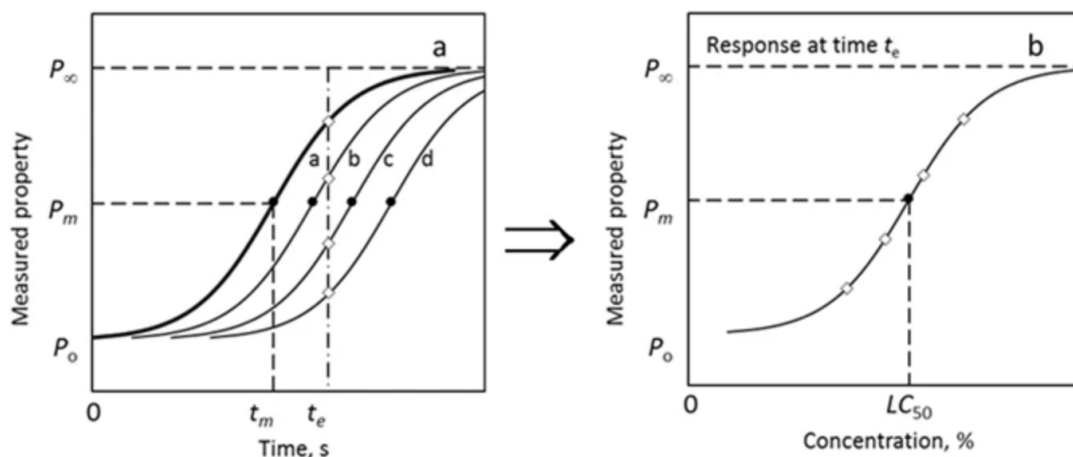 a
P∞
a
b
c
d
Pm
Po
Measured property
0
tm
te
Time, s
Response at time te
b
P∞
Pm
Po
Measured property
0
LC50
Concentration, %